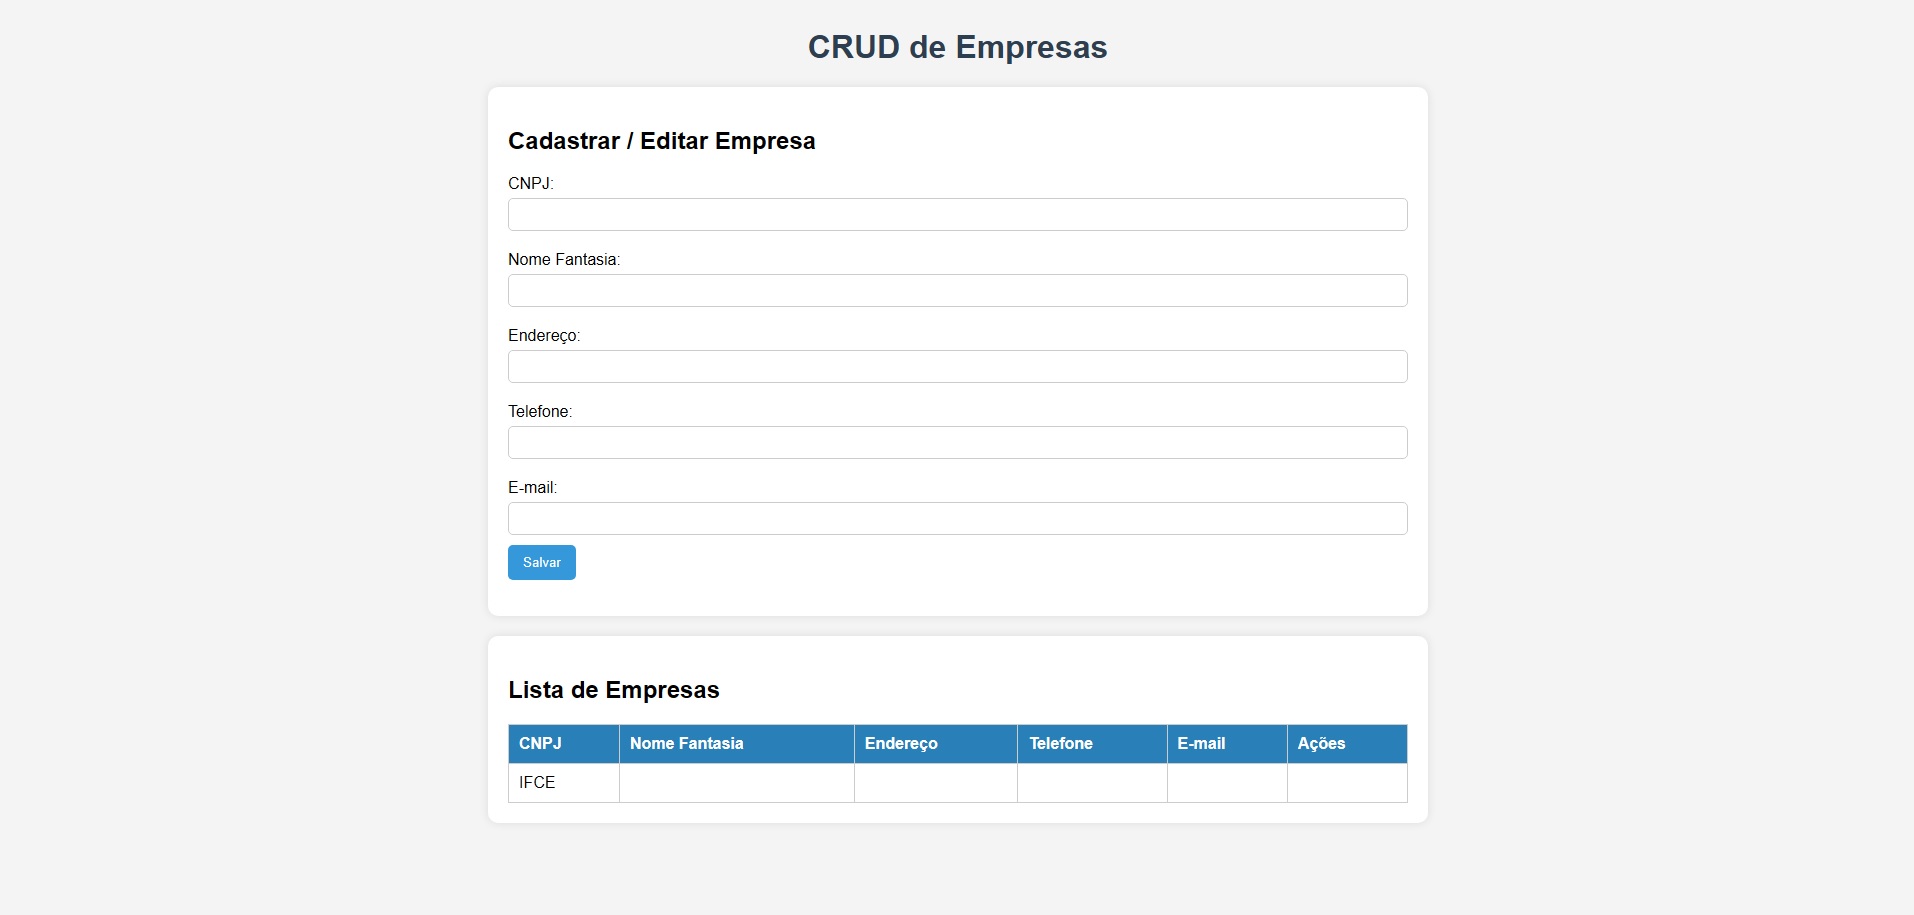 CRUD de Empresas
Cadastrar / Editar Empresa
CNPJ:
Nome Fantasia:
Endereço:
Telefone:
E-mail:
Salvar
Lista de Empresas
CNPJ Nome Fantasia Endereço Telefone E-mail Ações
IFCE